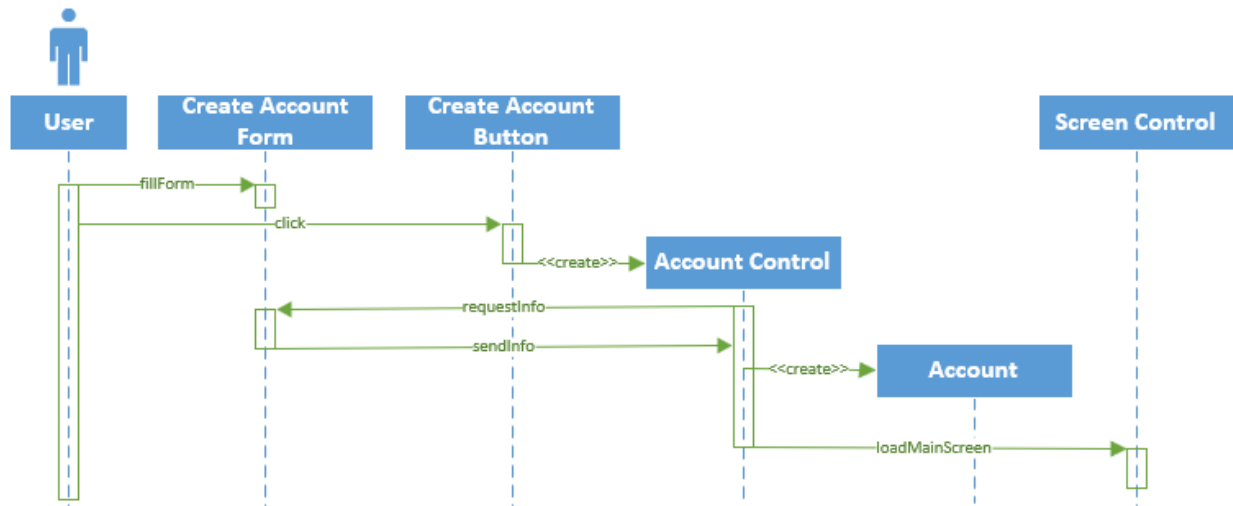 User
Create Account
Form
Create Account
Button
Screen Control
fillForm
click
<<create>>
Account Control
requestInfo
sendInfo
<<create>>
Account
loadMainScreen